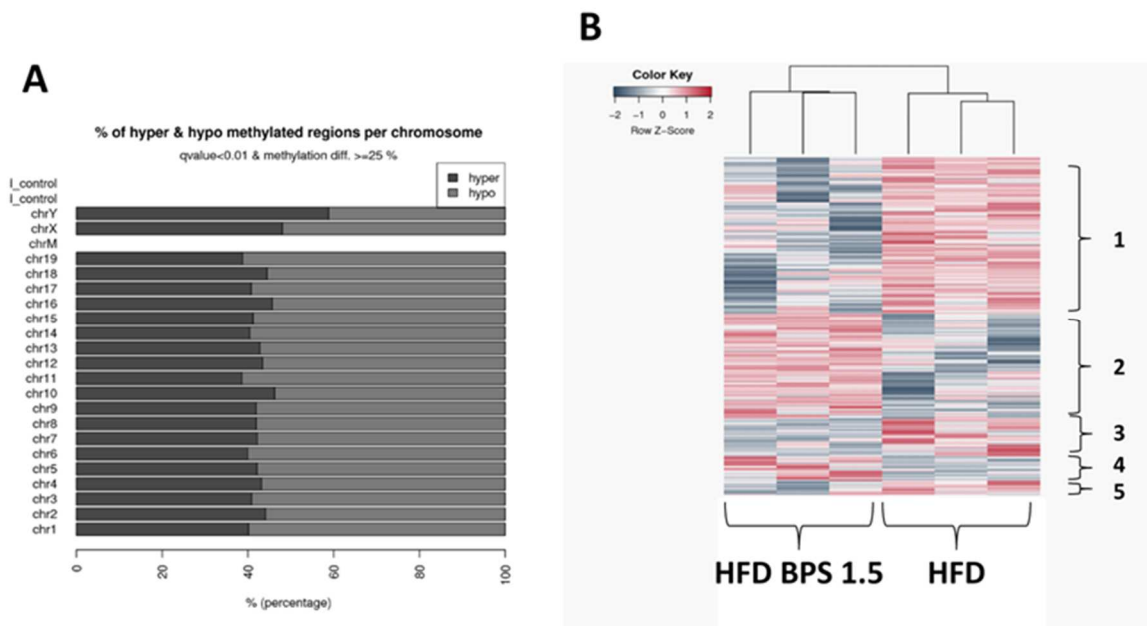 A
% of hyper & hypo methylated regions per chromosome
qvalue<0.01 & methylation diff. >=25 %
hyper
hypo
l_control
l_control
chrY
chrX
chrM
chr19
chr18
chr17
chr16
chr15
chr14
chr13
chr12
chr11
chr10
chr9
chr8
chr7
chr6
chr5
chr4
chr3
chr2
chr1
0 20 40 60 80 100
% (percentage)
B
Color Key
−2 −1 0 1 2
Row Z−Score
1
2
3
4
5
HFD BPS 1.5 HFD